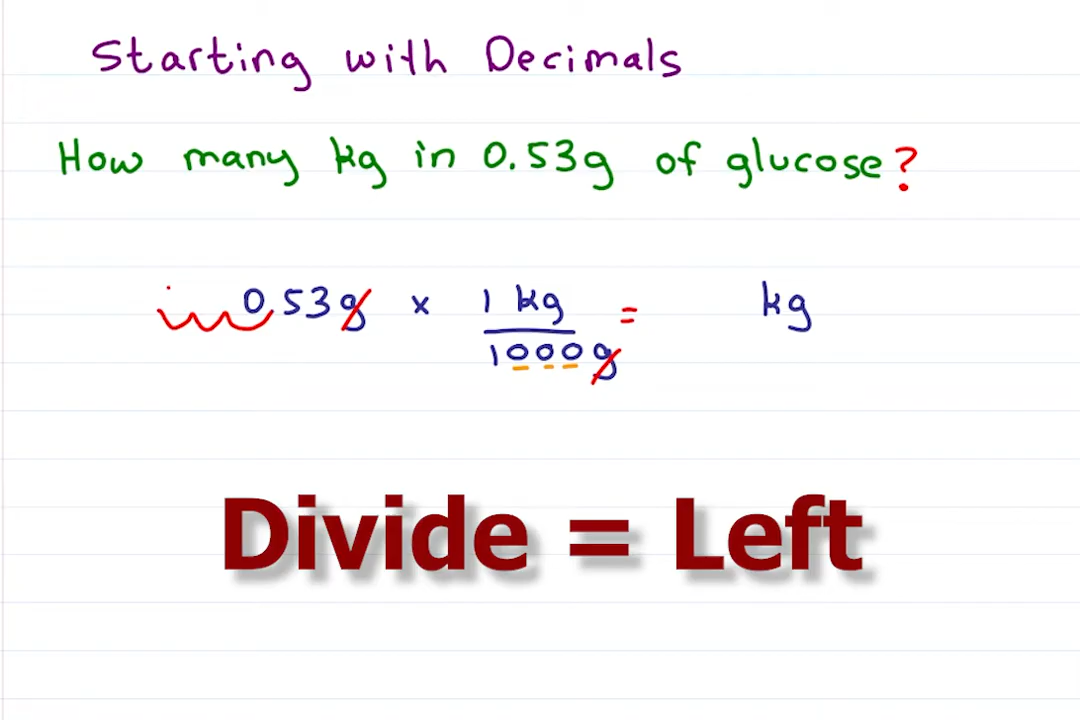 Starting with Decimals
How many kg in 0.53g of glucose?
0.53g x 1 kg = kg
1000g
Divide = Left